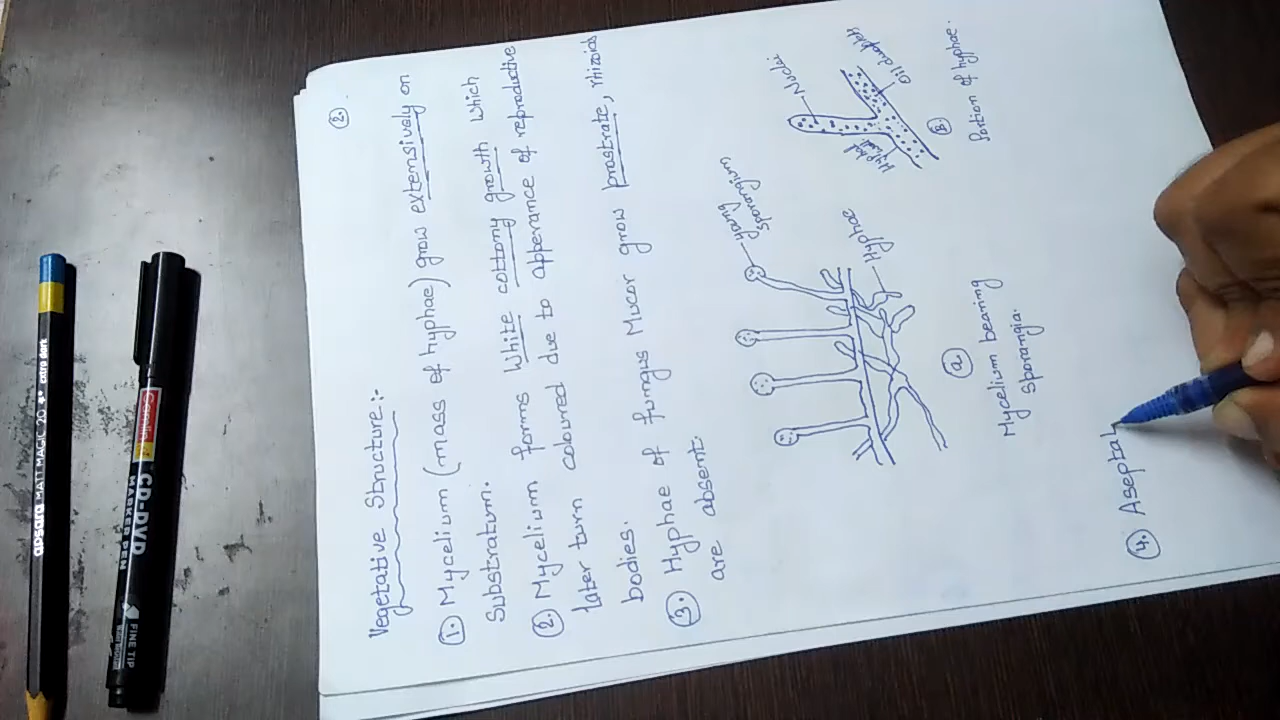 2.
Vegetative Structure:-
1. Mycelium (mass of hyphae) grow extensively on
Substratum.
2. Mycelium forms White cottony growth which
later turn coloured due to apperance of reproductive
bodies.
3. Hyphae of fungus Mucor grow prostrate, rhizoids
are absent.
Young
sporangium
Hyphae
a
Mycelium bearing
Sporangia.
Nuclei
Oil droplets
Hyphal
B
Portion of hyphae.
4. Aseptal
apsara MATT MAGIC 2.0 extra dark
Camlin
CD-DVD
MARKER PEN
FINE TIP